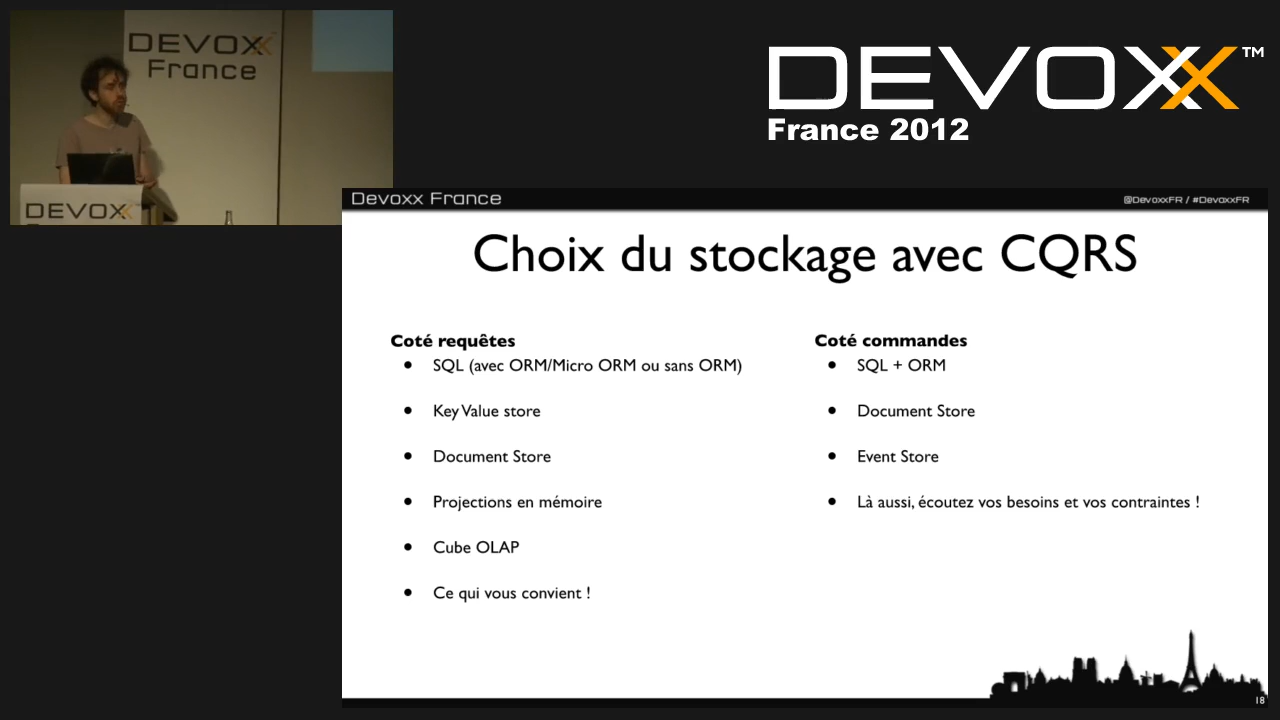 DEVOXX
France
DEVOXX
DEVOXX™
France 2012
Devoxx France
@DevoxxFR / #DevoxxFR
Choix du stockage avec CQRS
Coté requêtes
• SQL (avec ORM/Micro ORM ou sans ORM)
• Key Value store
• Document Store
• Projections en mémoire
• Cube OLAP
• Ce qui vous convient !
Coté commandes
• SQL + ORM
• Document Store
• Event Store
• Là aussi, écoutez vos besoins et vos contraintes !
18